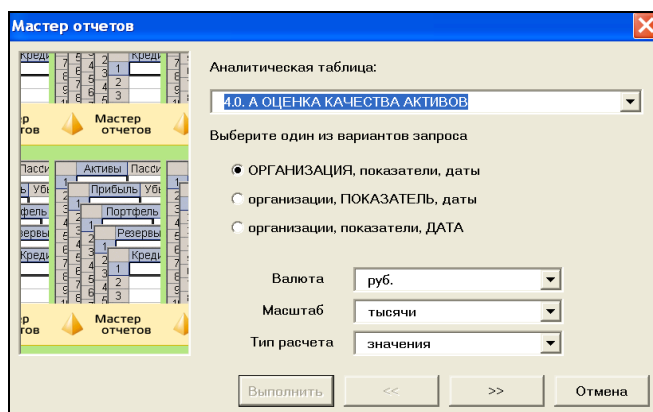 Мастер отчетов
Аналитическая таблица:
4.0. А ОЦЕНКА КАЧЕСТВА АКТИВОВ
Выберите один из вариантов запроса
ОРГАНИЗАЦИЯ, показатели, даты
организации, ПОКАЗАТЕЛЬ, даты
организации, показатели, ДАТА
Валюта руб.
Масштаб тысячи
Тип расчета значения
Выполнить << >> Отмена
Мастер
отчетов
Пасси Активы Пасси
Прибыль
Портфель
Резервы
Мастер
отчетов